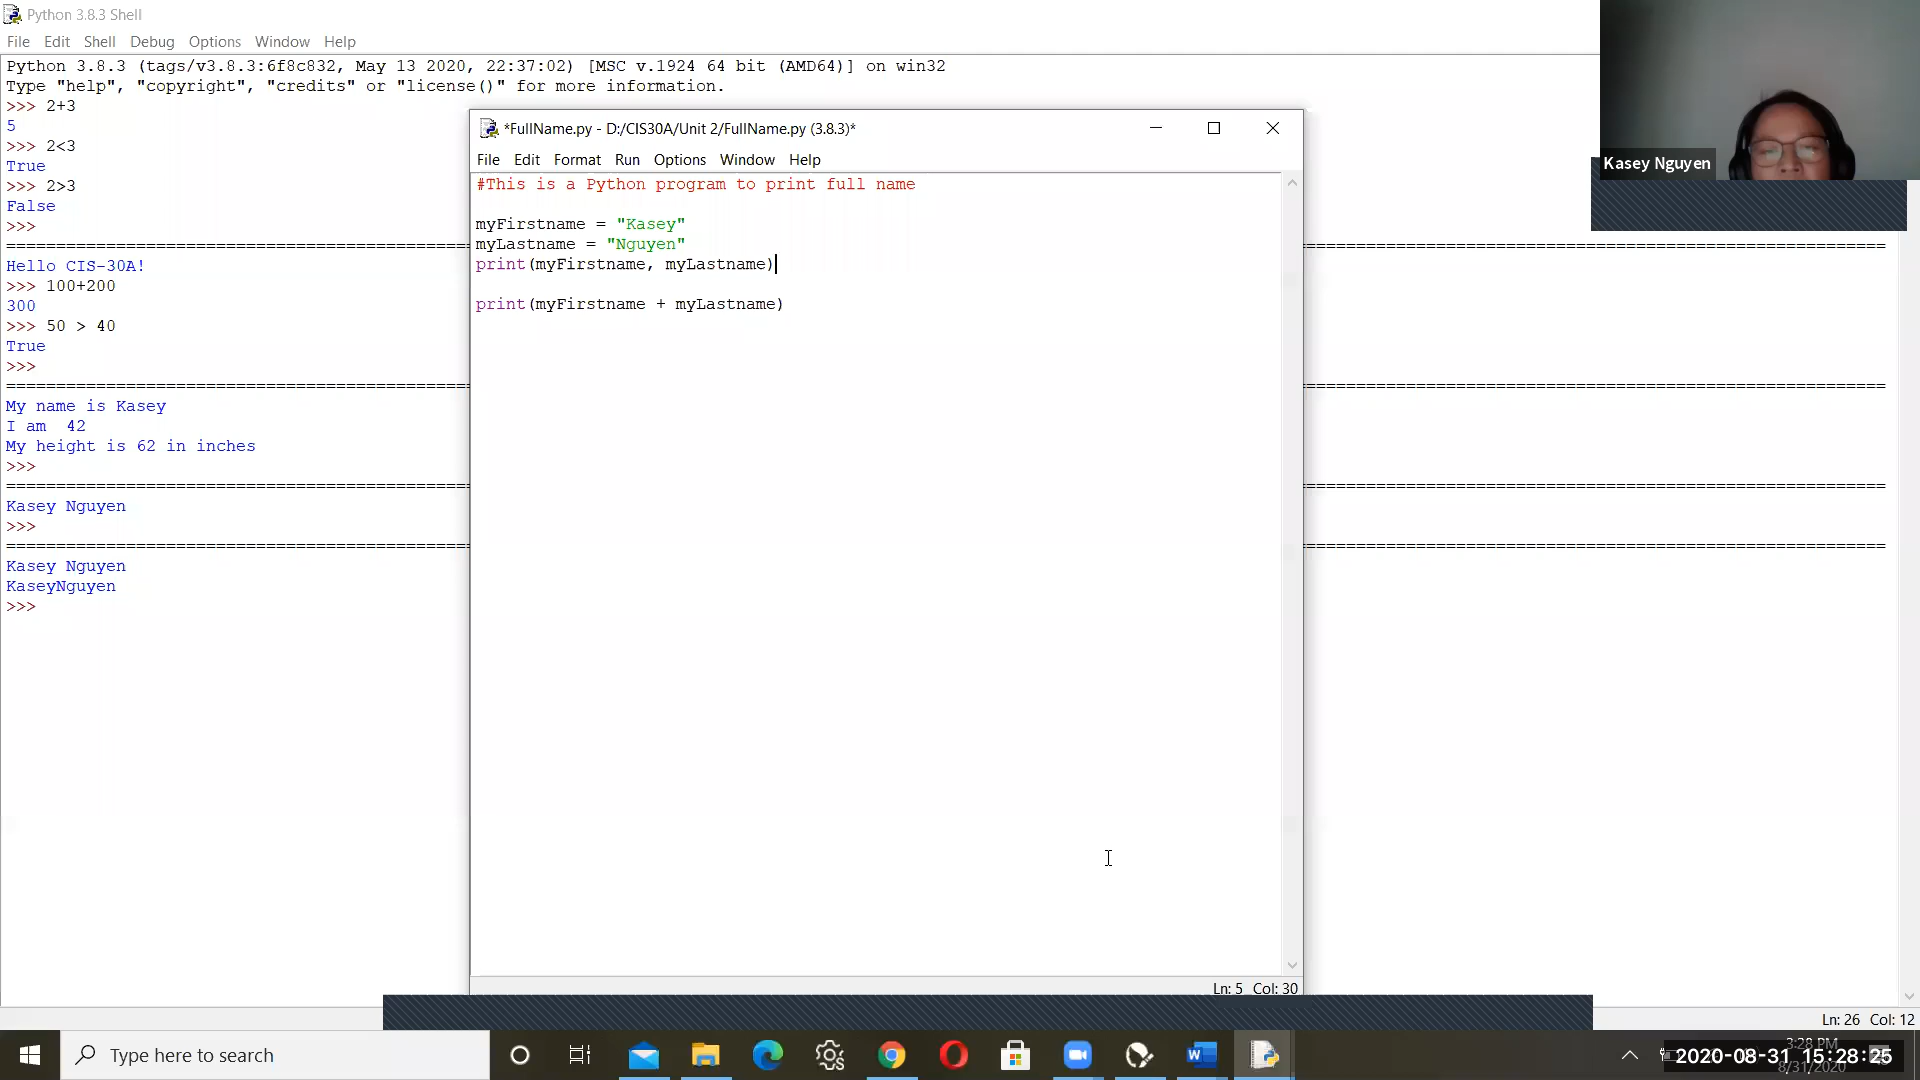 Python 3.8.3 Shell
File Edit Shell Debug Options Window Help
Python 3.8.3 (tags/v3.8.3:6f8c832, May 13 2020, 22:37:02) [MSC v.1924 64 bit (AMD64)] on win32
Type "help", "copyright", "credits" or "license()" for more information.
>>> 2+3
5
>>> 2<3
True
>>> 2>3
False
>>>
Hello CIS-30A!
>>> 100+200
300
>>> 50 > 40
True
>>>
My name is Kasey
I am  42
My height is 62 in inches
>>>
Kasey Nguyen
>>>
Kasey Nguyen
KaseyNguyen
>>>
*FullName.py - D:/CIS30A/Unit 2/FullName.py (3.8.3)*
File Edit Format Run Options Window Help
#This is a Python program to print full name
myFirstname = "Kasey"
myLastname = "Nguyen"
print(myFirstname, myLastname)
print(myFirstname + myLastname)
Ln: 5 Col: 30
Kasey Nguyen
Ln: 26 Col: 12
Type here to search
3:28 PM
8/31/2020
2020-08-31 15:28:25